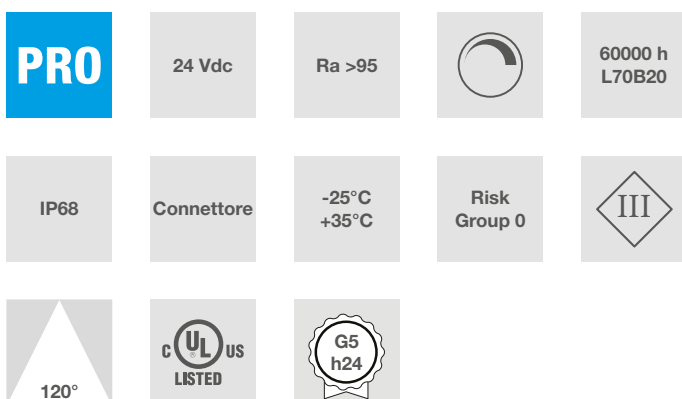 PRO
24 Vdc
Ra >95
60000 h
L70B20
IP68
Connettore
-25°C
+35°C
Risk
Group 0
III
120°
C UL ® US
LISTED
G5
h24